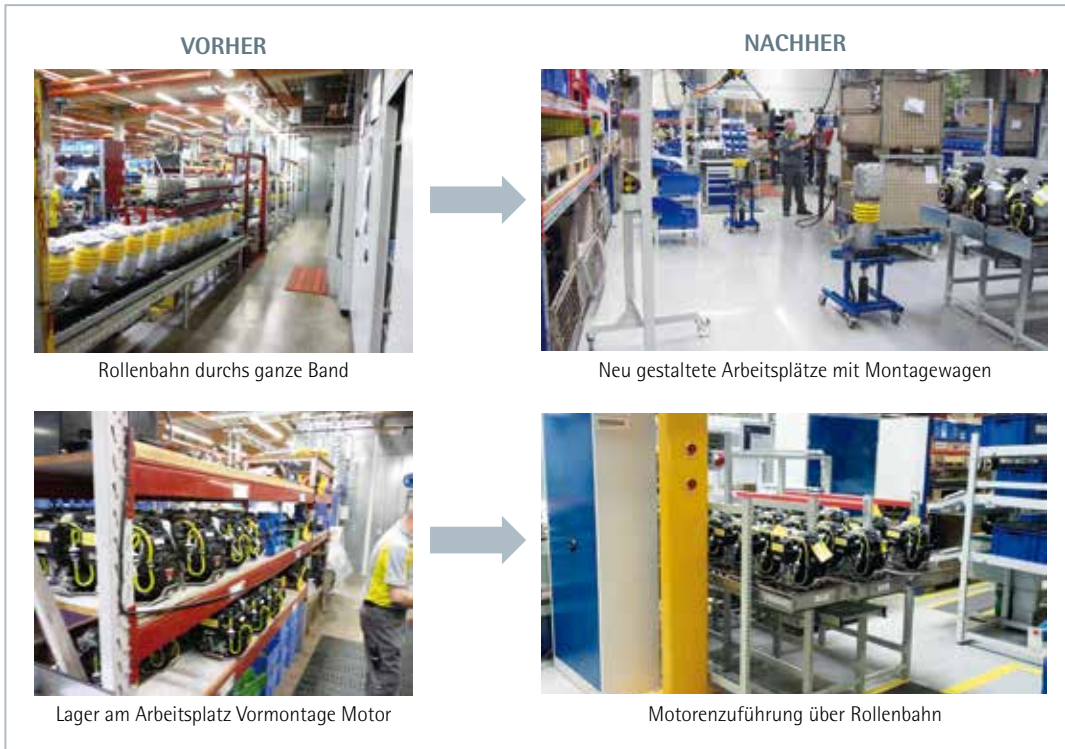 VORHER
NACHHER
Rollenbahn durchs ganze Band
Neu gestaltete Arbeitsplätze mit Montagewagen
Lager am Arbeitsplatz Vormontage Motor
Motorenzuführung über Rollenbahn